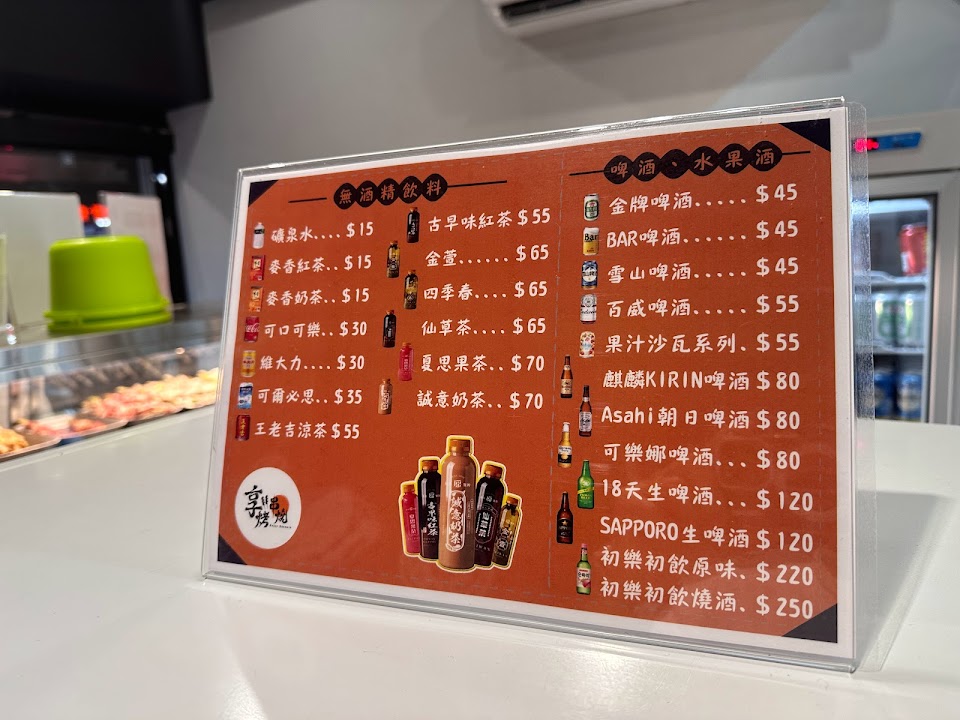 無酒精飲料
礦泉水.... $15
麥香紅茶.. $15
麥香奶茶.. $15
可口可樂.. $30
維大力.... $30
可爾必思.. $35
王老吉涼茶 $55
古早味紅茶 $55
金萱...... $65
四季春.... $65
仙草茶.... $65
夏思果茶.. $70
誠意奶茶.. $70
享串
烤燒
誠意奶茶
啤酒、水果酒
金牌啤酒..... $45
BAR啤酒...... $45
雪山啤酒..... $45
百威啤酒..... $55
果汁沙瓦系列. $55
麒麟KIRIN啤酒 $80
Asahi朝日啤酒 $80
可樂娜啤酒... $80
18天生啤酒... $120
SAPPORO生啤酒 $120
初樂初飲原味. $220
初樂初飲燒酒. $250